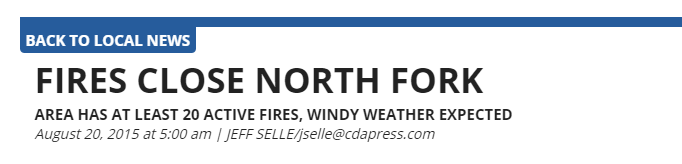 BACK TO LOCAL NEWS
FIRES CLOSE NORTH FORK
AREA HAS AT LEAST 20 ACTIVE FIRES, WINDY WEATHER EXPECTED
August 20, 2015 at 5:00 am | JEFF SELLE/jselle@cdapress.com